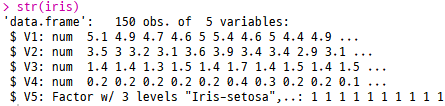 > str(iris)
'data.frame':   150 obs. of  5 variables:
 $ V1: num  5.1 4.9 4.7 4.6 5 5.4 4.6 5 4.4 4.9 ...
 $ V2: num  3.5 3 3.2 3.1 3.6 3.9 3.4 3.4 2.9 3.1 ...
 $ V3: num  1.4 1.4 1.3 1.5 1.4 1.7 1.4 1.5 1.4 1.5 ...
 $ V4: num  0.2 0.2 0.2 0.2 0.2 0.4 0.3 0.2 0.2 0.1 ...
 $ V5: Factor w/ 3 levels "Iris-setosa",..: 1 1 1 1 1 1 1 1 1 1